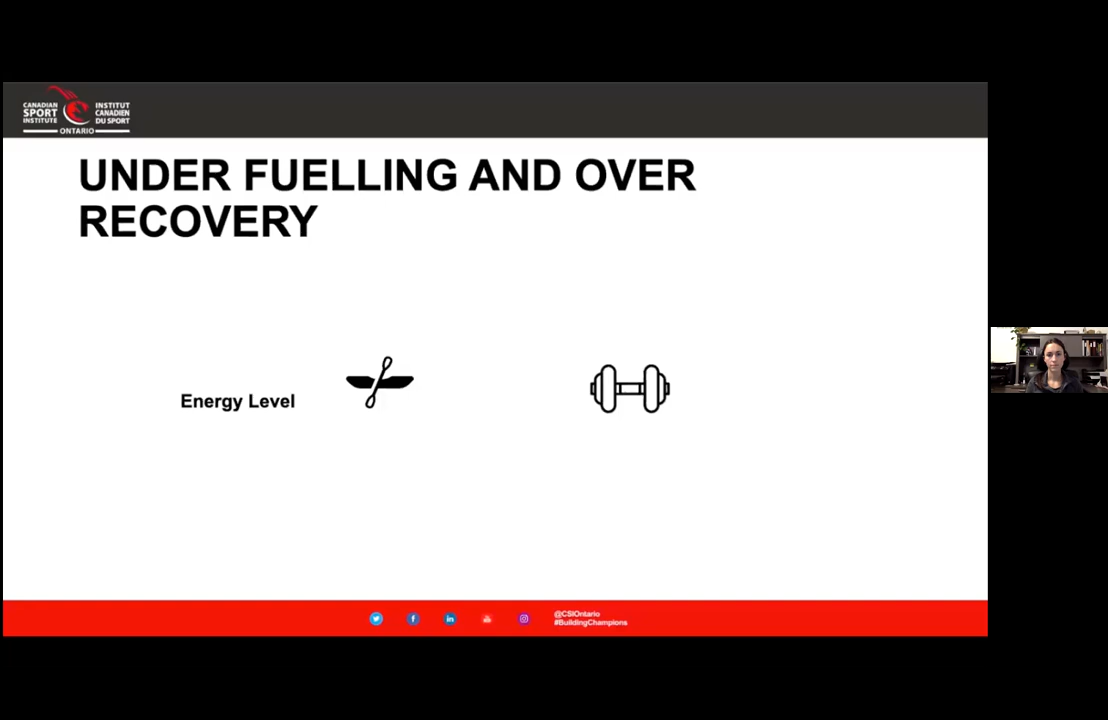 CANADIAN
SPORT
INSTITUTE
INSTITUT
CANADIEN
DU SPORT
ONTARIO
UNDER FUELLING AND OVER
RECOVERY
Energy Level
@CSIOntario
#BuildingChampions